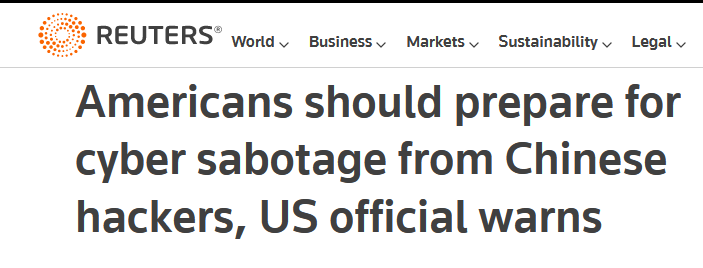 REUTERS® World Business Markets Sustainability Legal
Americans should prepare for
cyber sabotage from Chinese
hackers, US official warns